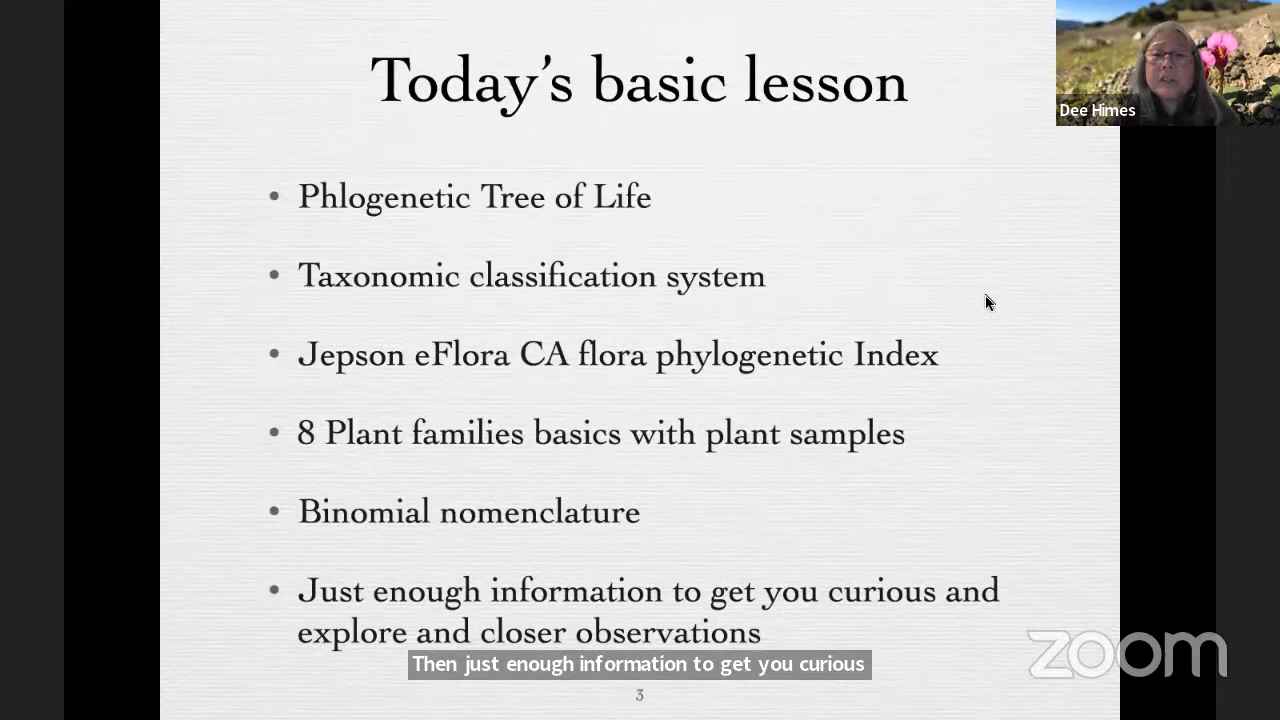 Today's basic lesson
Dee Himes
• Phlogenetic Tree of Life
• Taxonomic classification system
• Jepson eFlora CA flora phylogenetic Index
• 8 Plant families basics with plant samples
• Binomial nomenclature
• Just enough information to get you curious and
explore and closer observations
Then just enough information to get you curious
zoom
3